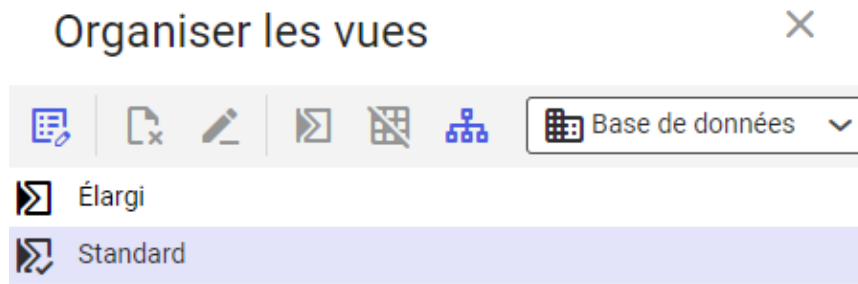 Organiser les vues
Base de données
Élargi
Standard